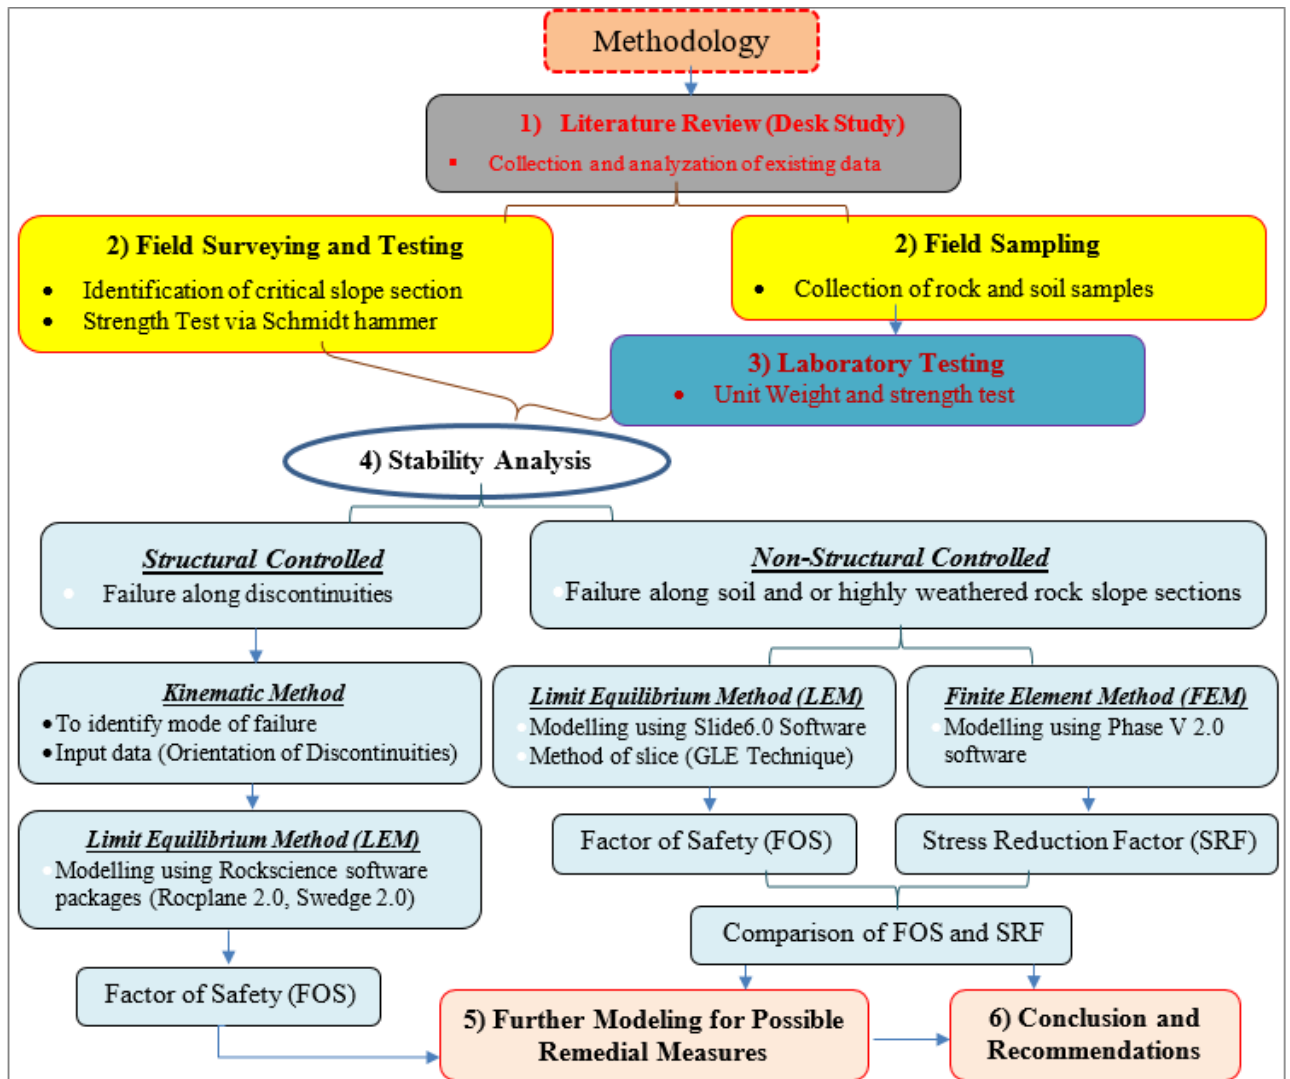 Methodology
1) Literature Review (Desk Study)
▪ Collection and analyzation of existing data
2) Field Surveying and Testing
• Identification of critical slope section
• Strength Test via Schmidt hammer
2) Field Sampling
• Collection of rock and soil samples
3) Laboratory Testing
• Unit Weight and strength test
4) Stability Analysis
Structural Controlled
• Failure along discontinuities
Non-Structural Controlled
• Failure along soil and or highly weathered rock slope sections
Kinematic Method
• To identify mode of failure
• Input data (Orientation of Discontinuities)
Limit Equilibrium Method (LEM)
• Modelling using Slide6.0 Software
• Method of slice (GLE Technique)
Finite Element Method (FEM)
• Modelling using Phase V 2.0
software
Limit Equilibrium Method (LEM)
• Modelling using Rockscience software
packages (Rocplane 2.0, Swedge 2.0)
Factor of Safety (FOS)
Stress Reduction Factor (SRF)
Comparison of FOS and SRF
Factor of Safety (FOS)
5) Further Modeling for Possible
Remedial Measures
6) Conclusion and
Recommendations